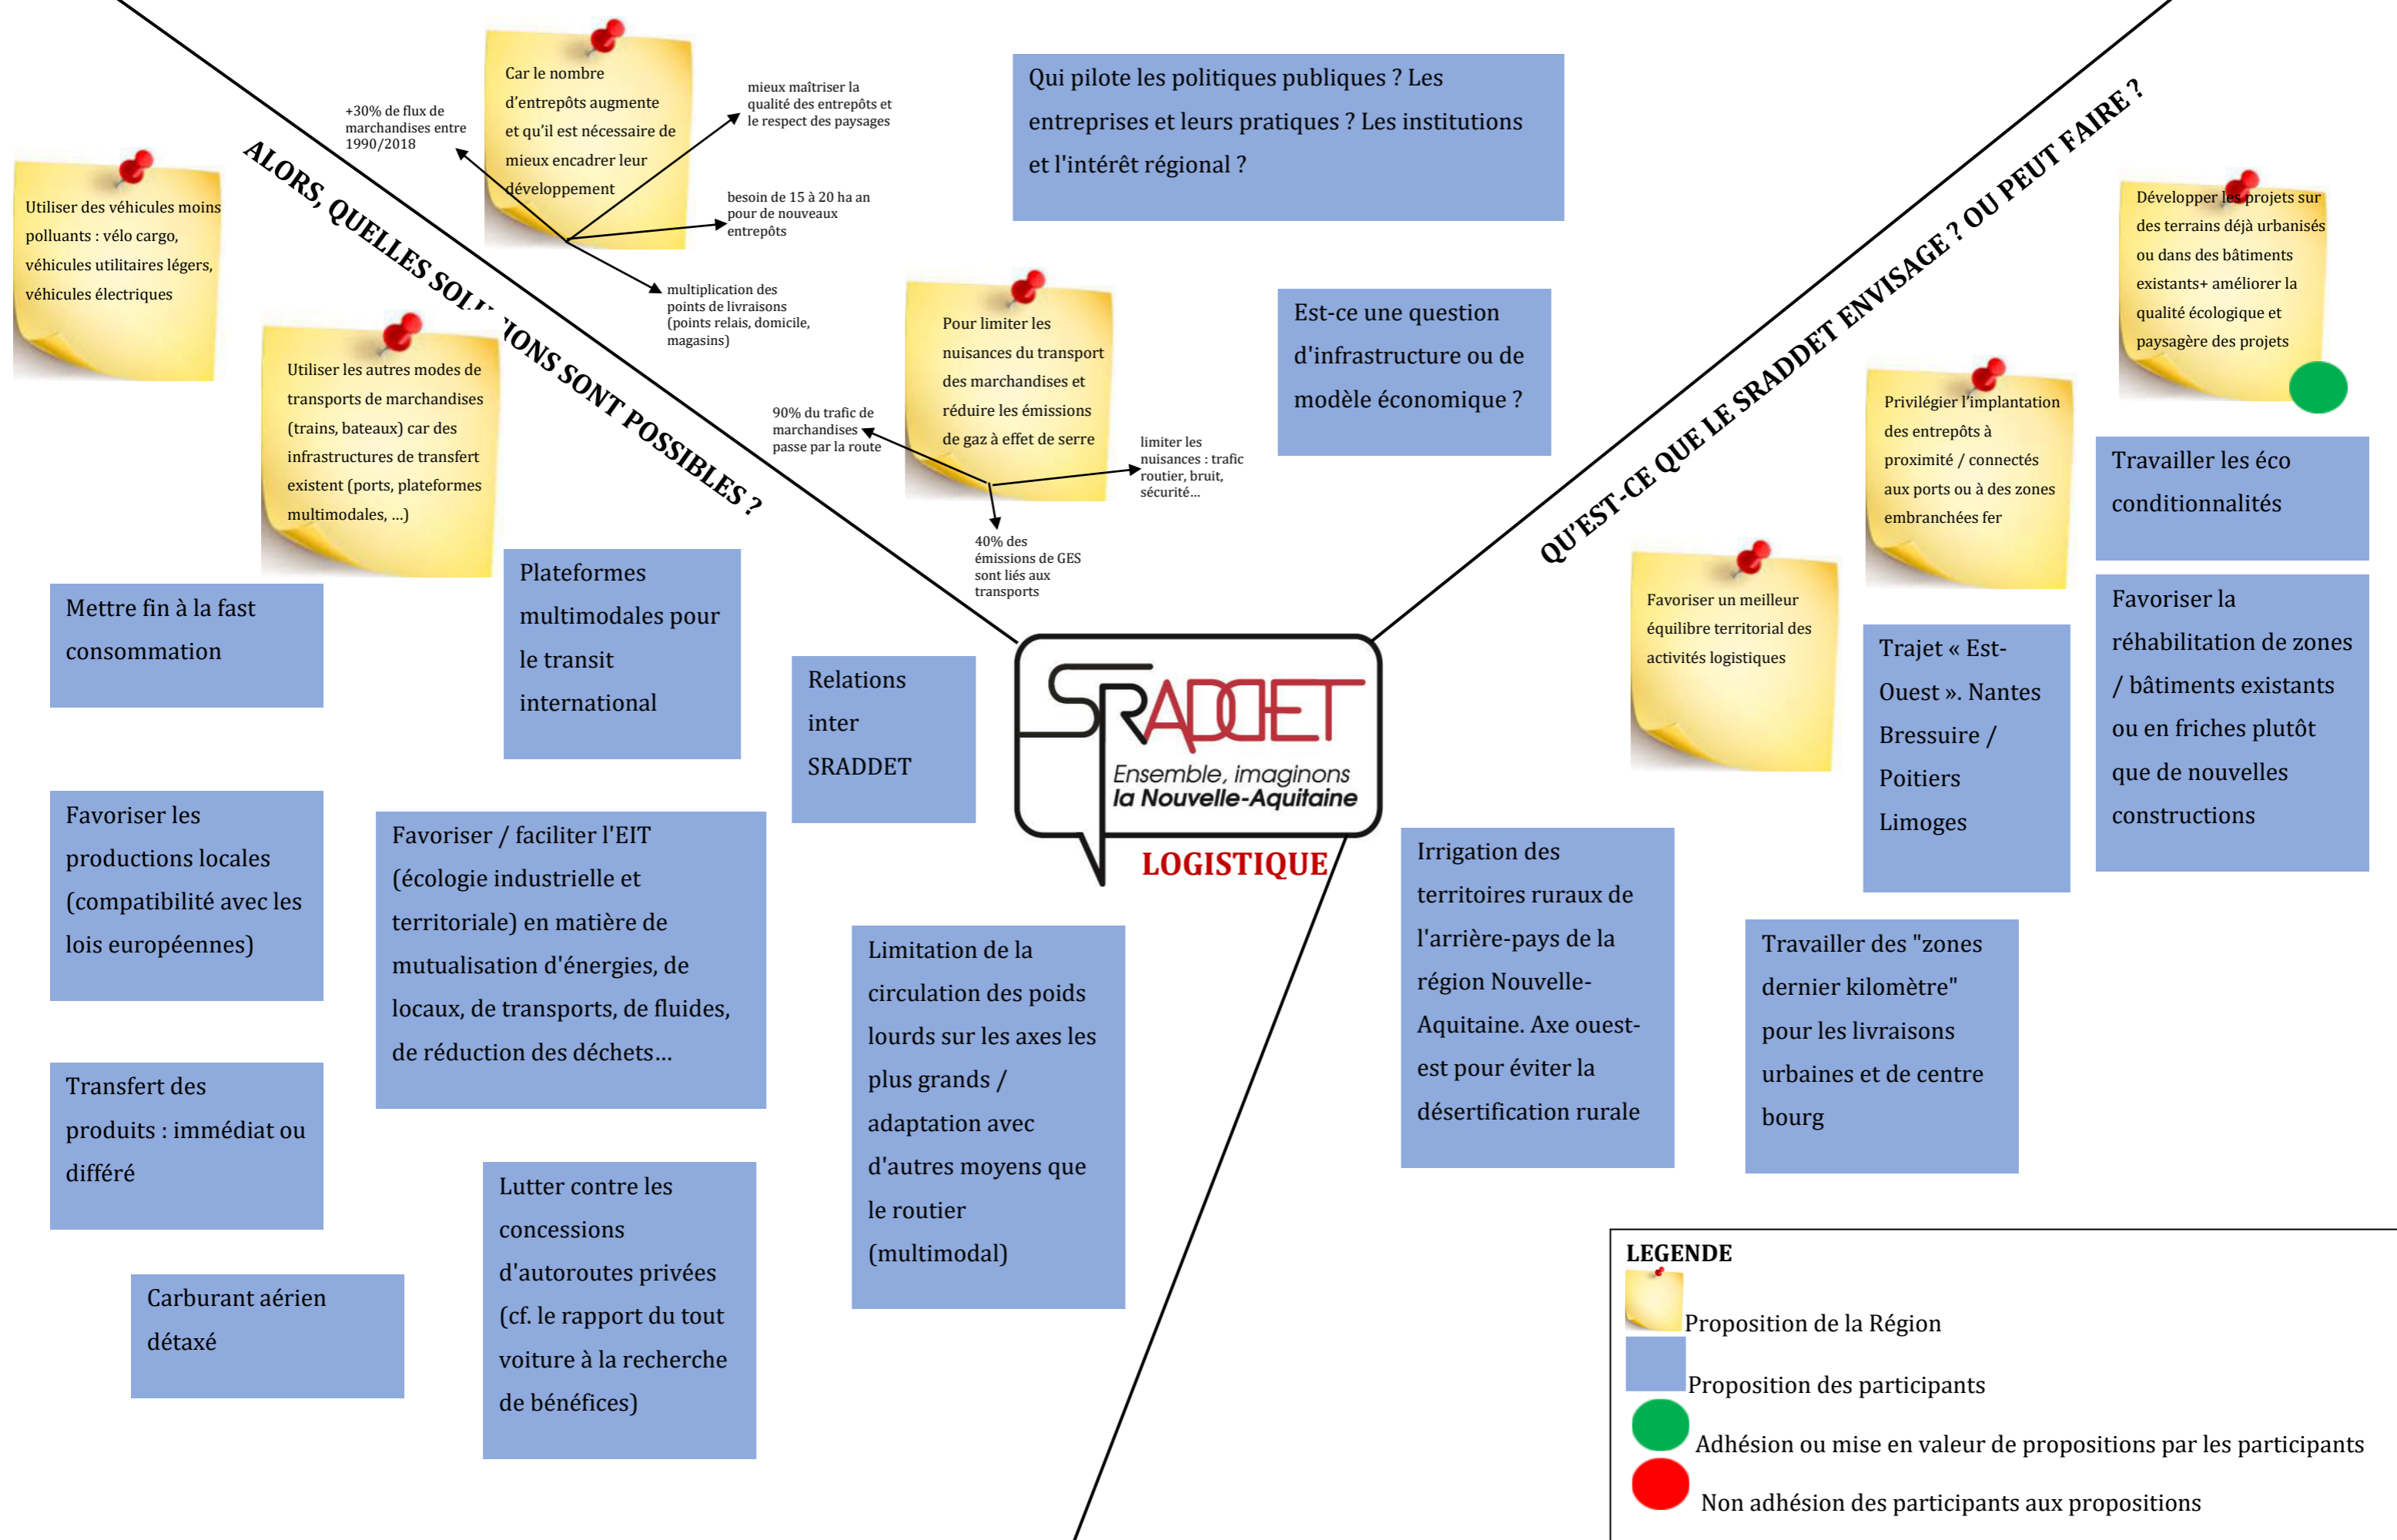 Car le nombre
d'entrepôts augmente
et qu'il est nécessaire de
mieux encadrer leur
développement
+30% de flux de
marchandises entre
1990/2018
mieux maîtriser la
qualité des entrepôts et
le respect des paysages
besoin de 15 à 20 ha an
pour de nouveaux
entrepôts
multiplication des
points de livraisons
(points relais, domicile,
magasins)
Pour limiter les
nuisances du transport
des marchandises et
réduire les émissions
de gaz à effet de serre
90% du trafic de
marchandises
passe par la route
limiter les
nuisances : trafic
routier, bruit,
sécurité…
40% des
émissions de GES
sont liés aux
transports
Qui pilote les politiques publiques ? Les
entreprises et leurs pratiques ? Les institutions
et l'intérêt régional ?
Est-ce une question
d'infrastructure ou de
modèle économique ?
ALORS, QUELLES SOLUTIONS SONT POSSIBLES ?
Utiliser des véhicules moins
polluants : vélo cargo,
véhicules utilitaires légers,
véhicules électriques
Utiliser les autres modes de
transports de marchandises
(trains, bateaux) car des
infrastructures de transfert
existent (ports, plateformes
multimodales, …)
Mettre fin à la fast
consommation
Plateformes
multimodales pour
le transit
international
Relations
inter
SRADDET
Favoriser les
productions locales
(compatibilité avec les
lois européennes)
Favoriser / faciliter l'EIT
(écologie industrielle et
territoriale) en matière de
mutualisation d'énergies, de
locaux, de transports, de fluides,
de réduction des déchets…
Limitation de la
circulation des poids
lourds sur les axes les
plus grands /
adaptation avec
d'autres moyens que
le routier
(multimodal)
Transfert des
produits : immédiat ou
différé
Lutter contre les
concessions
d'autoroutes privées
(cf. le rapport du tout
voiture à la recherche
de bénéfices)
Carburant aérien
détaxé
SRADDET
Ensemble, imaginons
la Nouvelle-Aquitaine
LOGISTIQUE
QU'EST-CE QUE LE SRADDET ENVISAGE ? OU PEUT FAIRE ?
Développer les projets sur
des terrains déjà urbanisés
ou dans des bâtiments
existants+ améliorer la
qualité écologique et
paysagère des projets
Privilégier l'implantation
des entrepôts à
proximité / connectés
aux ports ou à des zones
embranchées fer
Travailler les éco
conditionnalités
Favoriser un meilleur
équilibre territorial des
activités logistiques
Trajet « Est-
Ouest ». Nantes
Bressuire /
Poitiers
Limoges
Favoriser la
réhabilitation de zones
/ bâtiments existants
ou en friches plutôt
que de nouvelles
constructions
Irrigation des
territoires ruraux de
l'arrière-pays de la
région Nouvelle-
Aquitaine. Axe ouest-
est pour éviter la
désertification rurale
Travailler des "zones
dernier kilomètre"
pour les livraisons
urbaines et de centre
bourg
LEGENDE
Proposition de la Région
Proposition des participants
Adhésion ou mise en valeur de propositions par les participants
Non adhésion des participants aux propositions